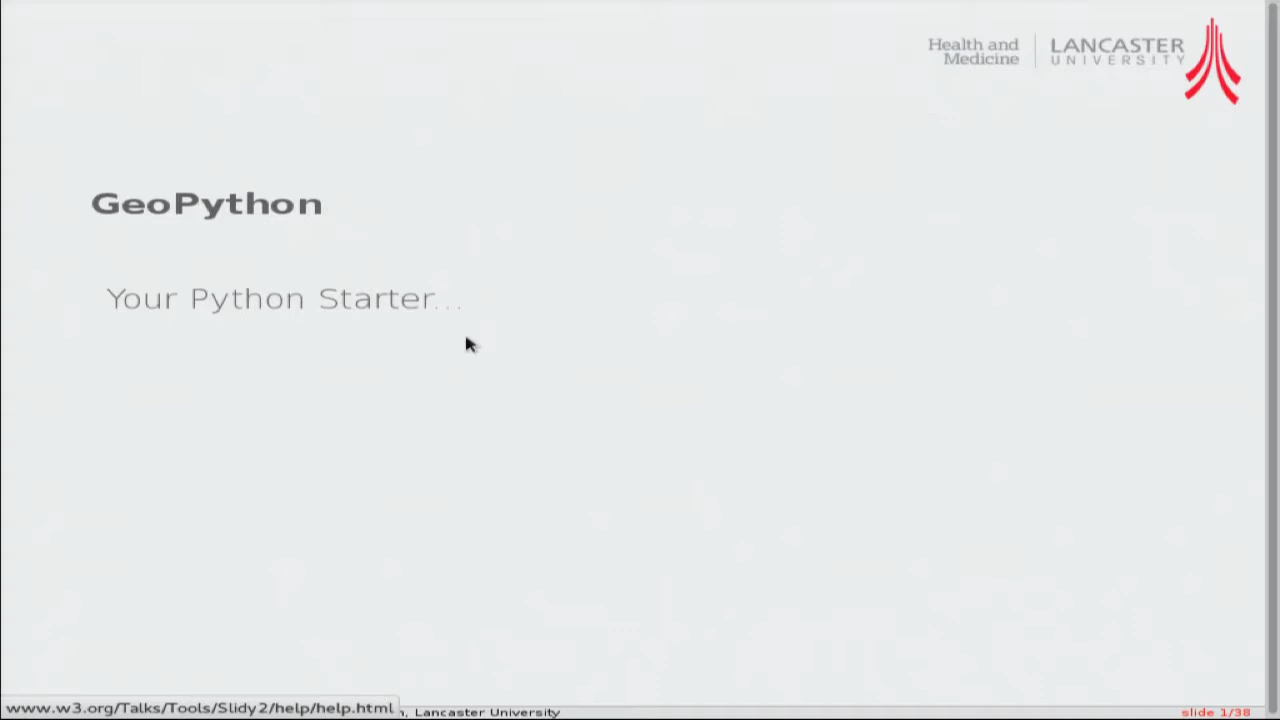 Health and
Medicine
LANCASTER
UNIVERSITY
GeoPython
Your Python Starter...
www.w3.org/Talks/Tools/Slidy2/help/help.html
, Lancaster University
slide 1/38